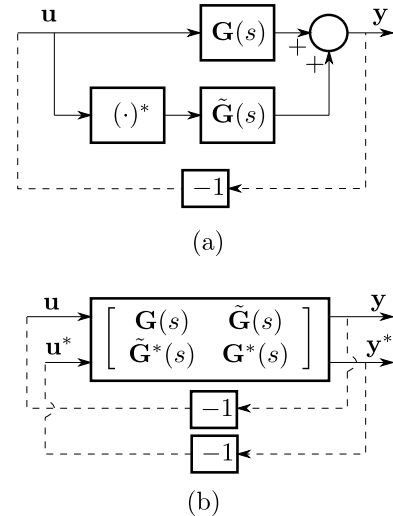 u
G(s)
y
+
+
(·)*
G̃(s)
−1
(a)
u
G(s) G̃(s)
y
u*
G̃*(s) G*(s)
y*
−1
−1
(b)